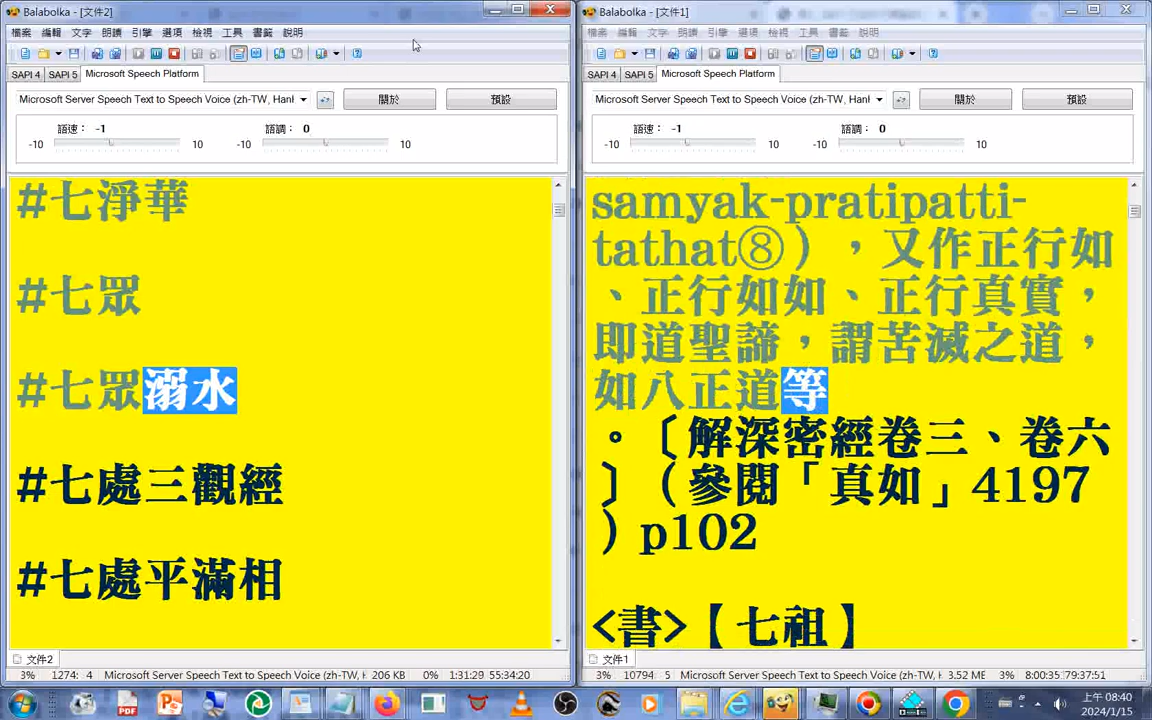 Balabolka - [文件2]
檔案 編輯 文字 朗讀 引擎 選項 檢視 工具 書籤 說明
SAPI 4 SAPI 5 Microsoft Speech Platform
Microsoft Server Speech Text to Speech Voice (zh-TW, HanI
關於
預設
語速： -1
語調： 0
-10 10 -10 10
#七淨華
#七眾
#七眾溺水
#七處三觀經
#七處平滿相
文件2
3% 1274: 4 Microsoft Server Speech Text to Speech Voice (zh-TW, H 206 KB 0% 1:31:29 55:34:20
Balabolka - [文件1]
檔案 編輯 文字 朗讀 引擎 選項 檢視 工具 書籤 說明
SAPI 4 SAPI 5 Microsoft Speech Platform
Microsoft Server Speech Text to Speech Voice (zh-TW, HanI
關於
預設
語速： -1
語調： 0
-10 10 -10 10
samyak-pratipatti-
tathat⑧），又作正行如
、正行如如、正行真實，
即道聖諦，謂苦滅之道，
如八正道等
。〔解深密經卷三、卷六
〕（參閱「真如」4197
）p102
<書>【七祖】
文件1
3% 10794: 5 Microsoft Server Speech Text to Speech Voice (zh-TW, H 3.52 ME 3% 8:00:35 79:37:51
上午 08:40
2024/1/15